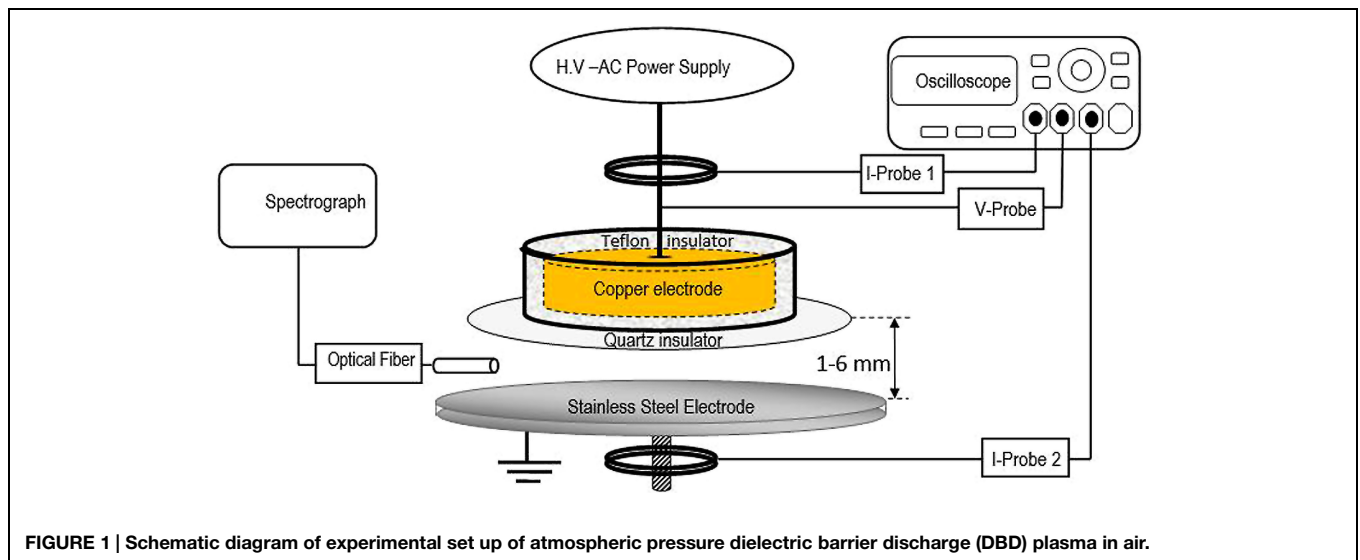 H.V –AC Power Supply
Oscilloscope
I-Probe 1
Spectrograph
V-Probe
Teflon insulator
Copper electrode
Quartz insulator
Optical Fiber
1-6 mm
Stainless Steel Electrode
I-Probe 2
FIGURE 1 | Schematic diagram of experimental set up of atmospheric pressure dielectric barrier discharge (DBD) plasma in air.